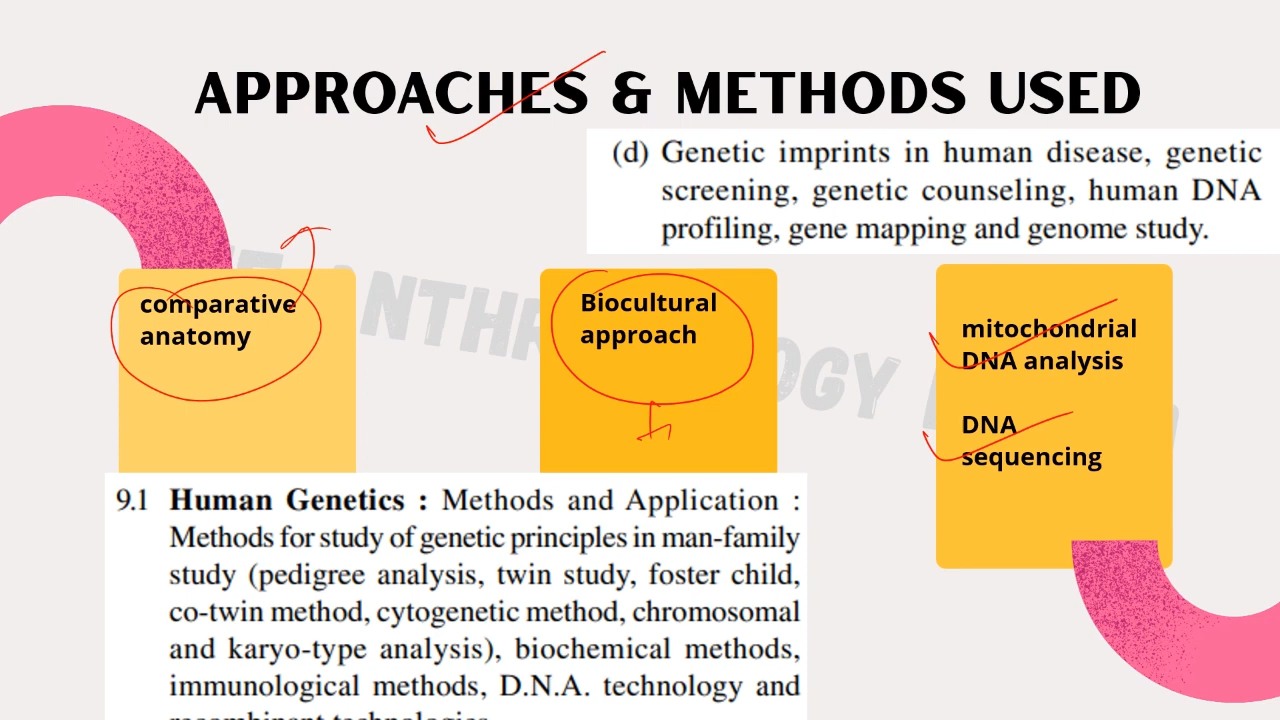 APPROACHES & METHODS USED
(d) Genetic imprints in human disease, genetic
screening, genetic counseling, human DNA
profiling, gene mapping and genome study.
comparative
anatomy
Biocultural
approach
mitochondrial
DNA analysis
DNA
sequencing
9.1 Human Genetics : Methods and Application :
Methods for study of genetic principles in man-family
study (pedigree analysis, twin study, foster child,
co-twin method, cytogenetic method, chromosomal
and karyo-type analysis), biochemical methods,
immunological methods, D.N.A. technology and
recombinant technologies.